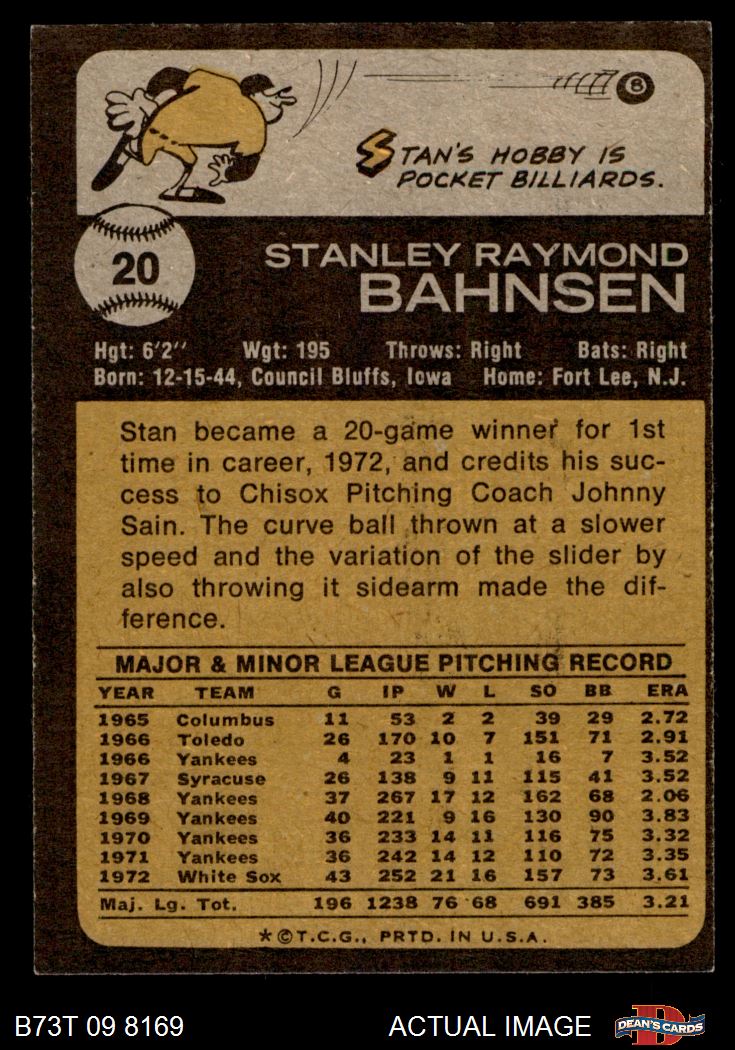 8
STAN'S HOBBY IS
POCKET BILLIARDS.
20
STANLEY RAYMOND
BAHNSEN
Hgt: 6'2'' Wgt: 195 Throws: Right Bats: Right
Born: 12-15-44, Council Bluffs, Iowa Home: Fort Lee, N.J.
Stan became a 20-game winner for 1st
time in career, 1972, and credits his suc-
cess to Chisox Pitching Coach Johnny
Sain. The curve ball thrown at a slower
speed and the variation of the slider by
also throwing it sidearm made the dif-
ference.
MAJOR & MINOR LEAGUE PITCHING RECORD
YEAR TEAM G IP W L SO BB ERA
1965 Columbus 11 53 2 2 39 29 2.72
1966 Toledo 26 170 10 7 151 71 2.91
1966 Yankees 4 23 1 1 16 7 3.52
1967 Syracuse 26 138 9 11 115 41 3.52
1968 Yankees 37 267 17 12 162 68 2.06
1969 Yankees 40 221 9 16 130 90 3.83
1970 Yankees 36 233 14 11 116 75 3.32
1971 Yankees 36 242 14 12 110 72 3.35
1972 White Sox 43 252 21 16 157 73 3.61
Maj. Lg. Tot. 196 1238 76 68 691 385 3.21
*©T.C.G., PRTD. IN U.S.A.
B73T 09 8169 ACTUAL IMAGE
D
DEAN'S CARDS